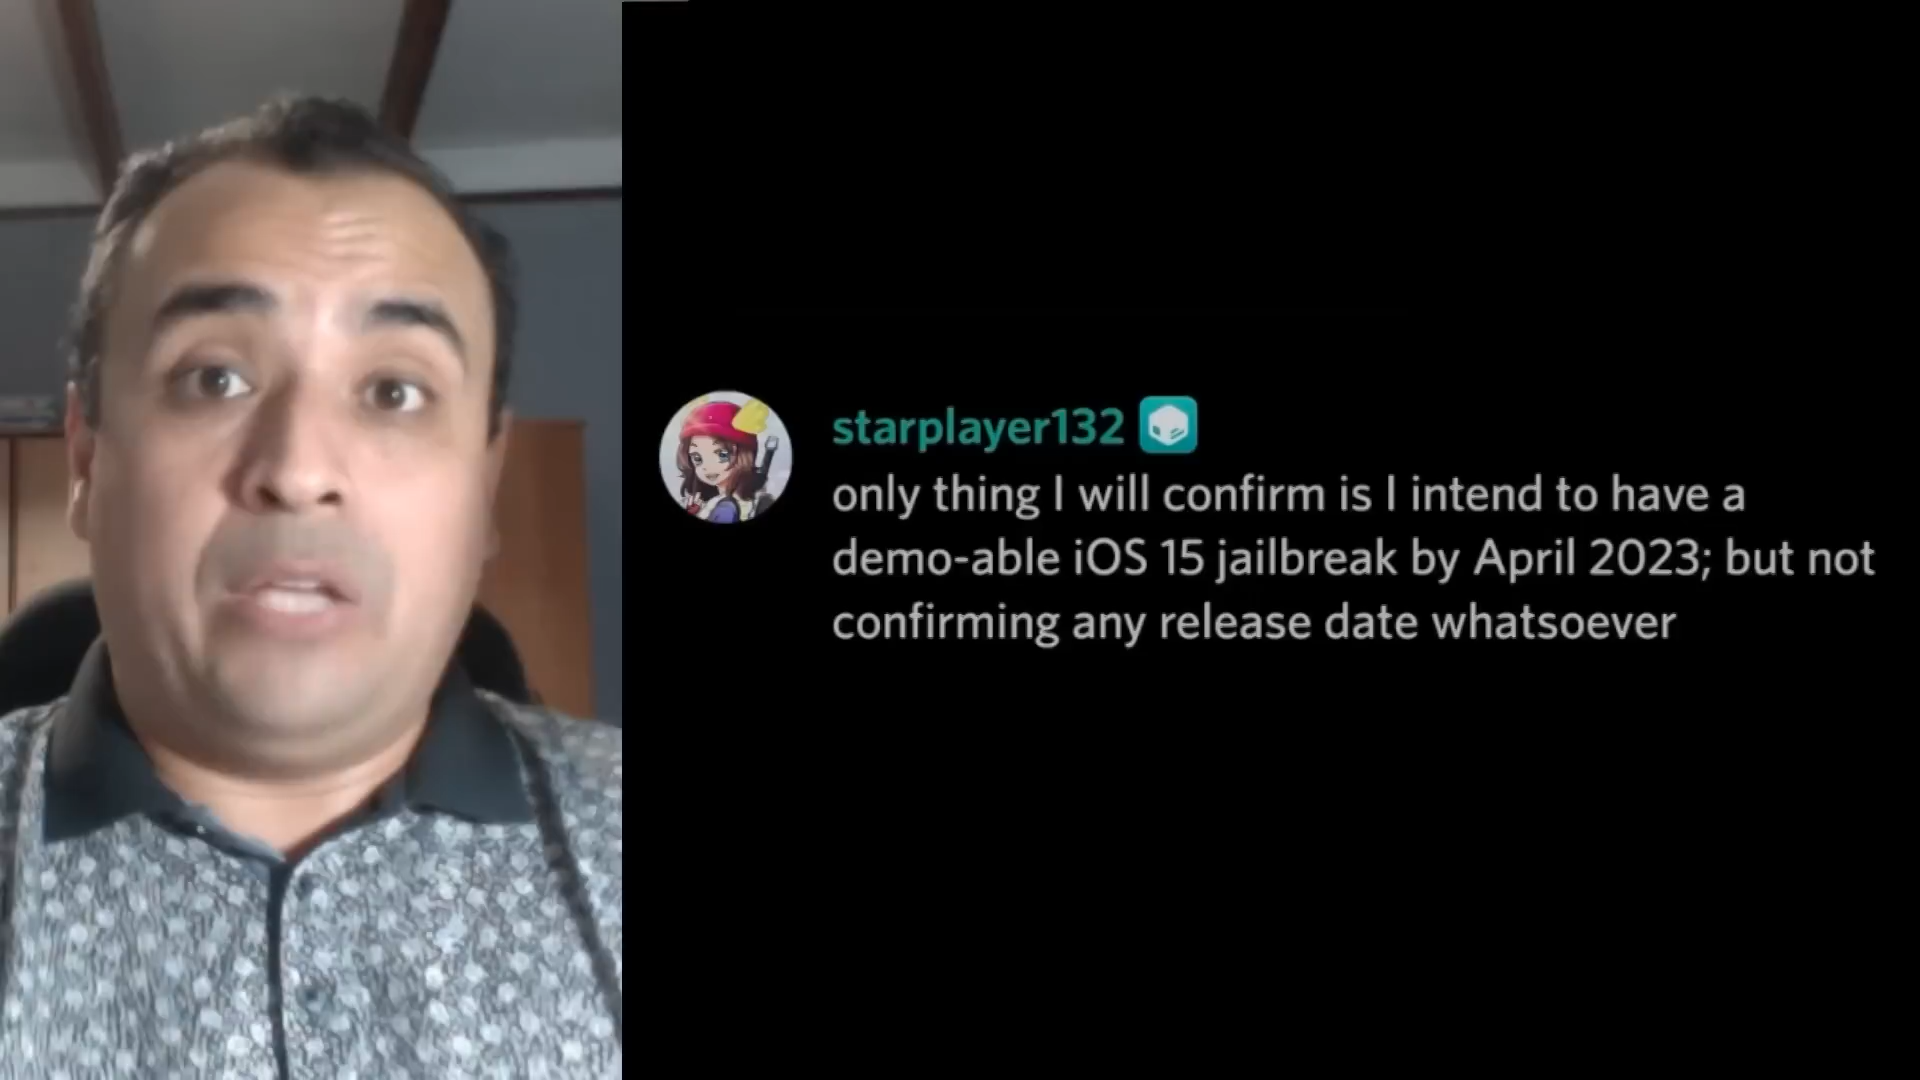 starplayer132
only thing I will confirm is I intend to have a
demo-able iOS 15 jailbreak by April 2023; but not
confirming any release date whatsoever